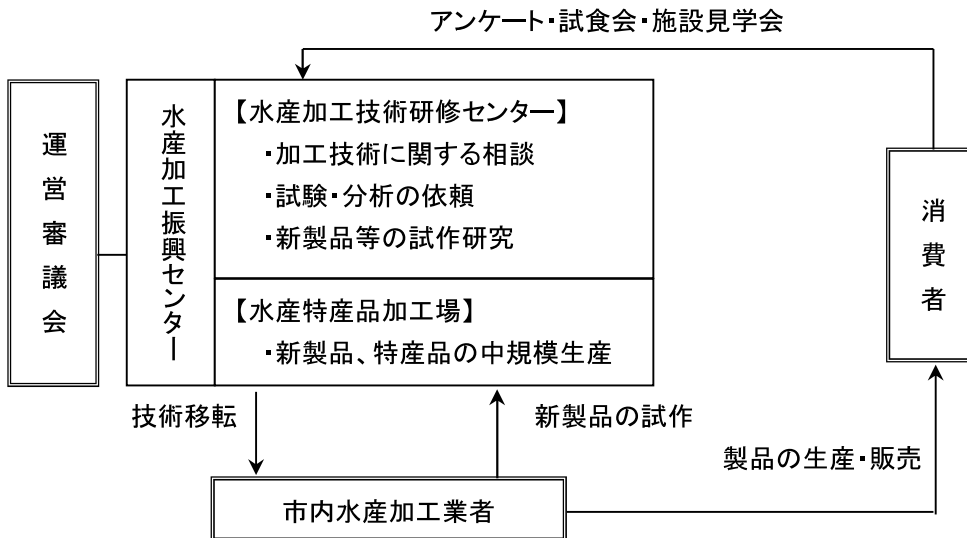 アンケート・試食会・施設見学会
運営審議会
水産加工振興センター
【水産加工技術研修センター】
・加工技術に関する相談
・試験・分析の依頼
・新製品等の試作研究
【水産特産品加工場】
・新製品、特産品の中規模生産
消費者
技術移転
新製品の試作
製品の生産・販売
市内水産加工業者